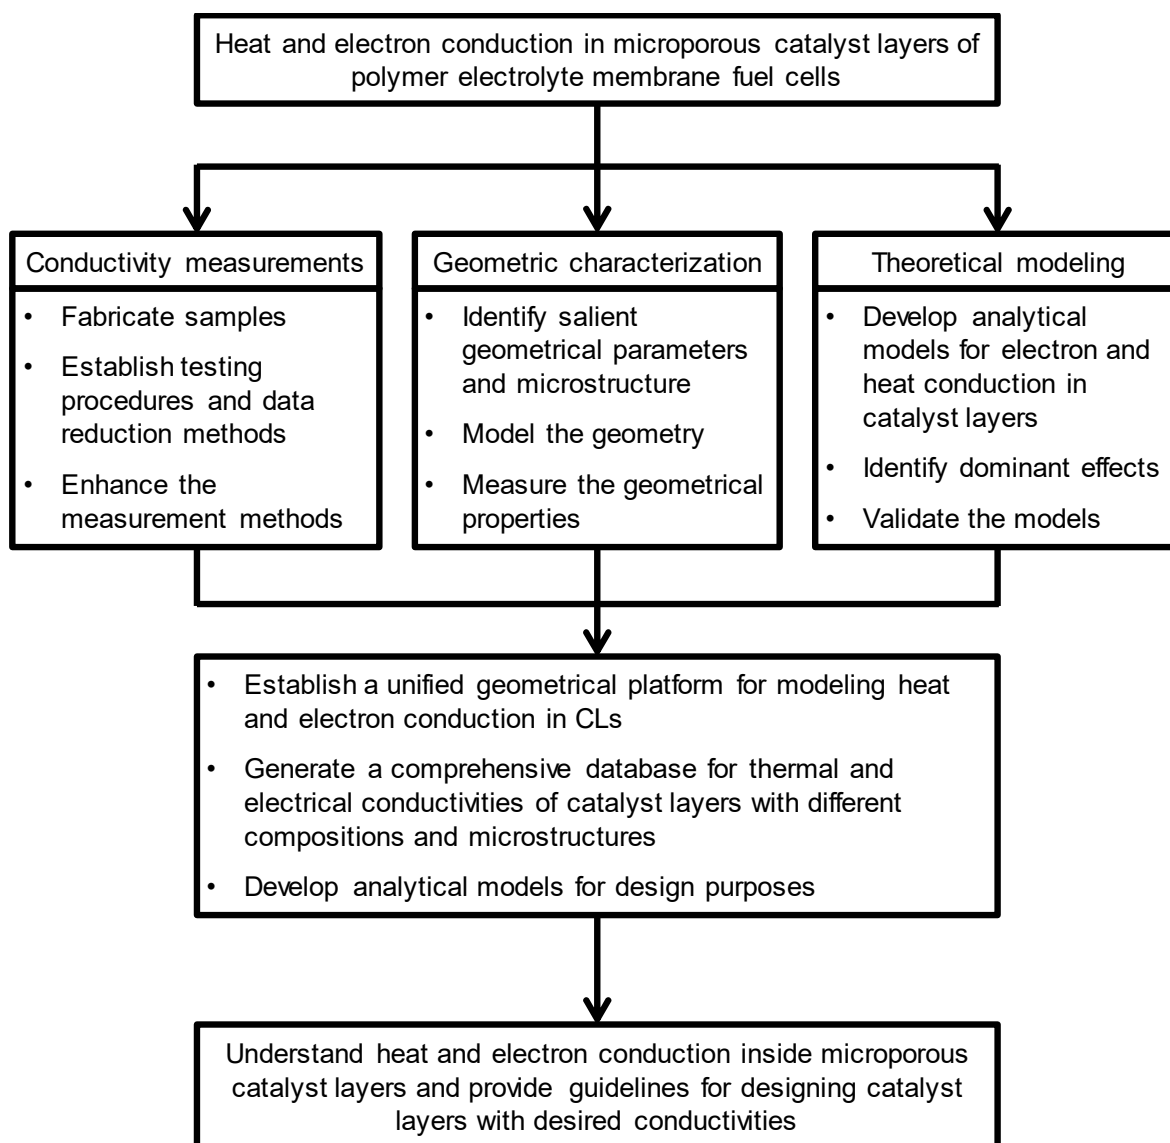 Heat and electron conduction in microporous catalyst layers of
polymer electrolyte membrane fuel cells
Conductivity measurements
• Fabricate samples
• Establish testing
procedures and data
reduction methods
• Enhance the
measurement methods
Geometric characterization
• Identify salient
geometrical parameters
and microstructure
• Model the geometry
• Measure the geometrical
properties
Theoretical modeling
• Develop analytical
models for electron and
heat conduction in
catalyst layers
• Identify dominant effects
• Validate the models
• Establish a unified geometrical platform for modeling heat
and electron conduction in CLs
• Generate a comprehensive database for thermal and
electrical conductivities of catalyst layers with different
compositions and microstructures
• Develop analytical models for design purposes
Understand heat and electron conduction inside microporous
catalyst layers and provide guidelines for designing catalyst
layers with desired conductivities